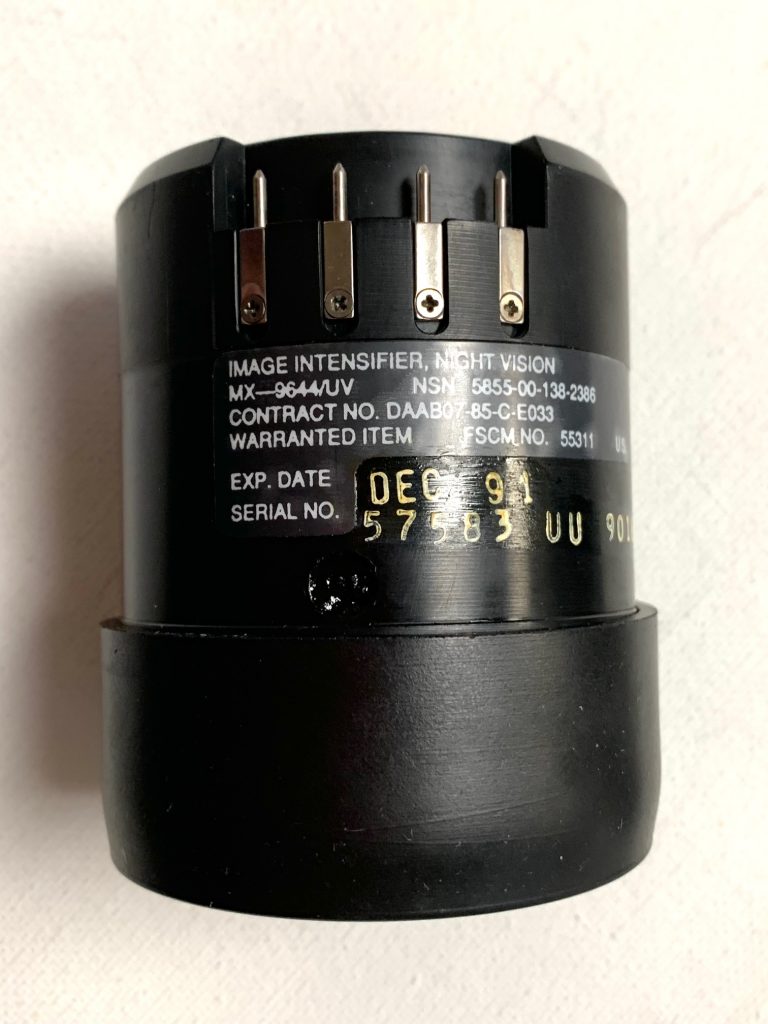 IMAGE INTENSIFIER, NIGHT VISION
MX-9644/UV NSN 5855-00-138-2386
CONTRACT NO. DAAB07-85-C-E033
WARRANTED ITEM FSCM NO. 55311 U.S.
EXP. DATE DEC 91
SERIAL NO. 57583 UU